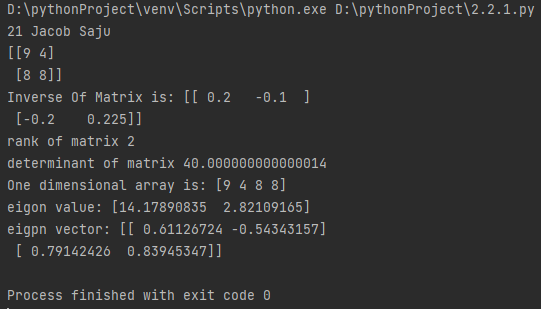 D:\pythonProject\venv\Scripts\python.exe D:\pythonProject\2.2.1.py
21 Jacob Saju
[[9 4]
 [8 8]]
Inverse Of Matrix is: [[ 0.2   -0.1  ]
 [-0.2    0.225]]
rank of matrix 2
determinant of matrix 40.000000000000014
One dimensional array is: [9 4 8 8]
eigon value: [14.17890835  2.82109165]
eigpn vector: [[ 0.61126724 -0.54343157]
 [ 0.79142426  0.83945347]]
Process finished with exit code 0